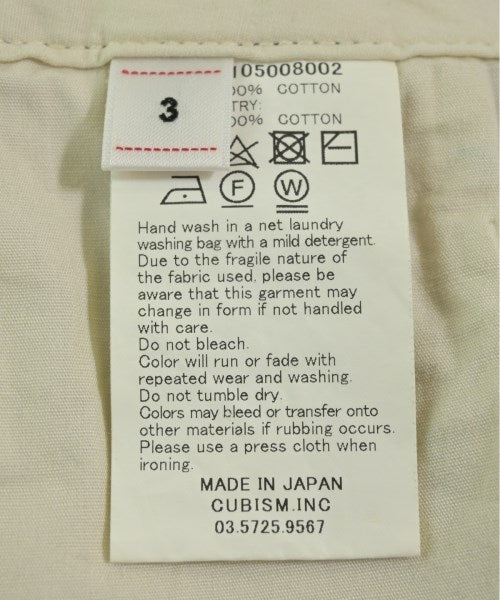 3
105008002
00% COTTON
TRY:
00% COTTON
F W
Hand wash in a net laundry
washing bag with a mild detergent.
Due to the fragile nature of
the fabric used, please be
aware that this garment may
change in form if not handled
with care.
Do not bleach.
Color will run or fade with
repeated wear and washing.
Do not tumble dry.
Colors may bleed or transfer onto
other materials if rubbing occurs.
Please use a press cloth when
ironing.
MADE IN JAPAN
CUBISM.INC
03.5725.9567